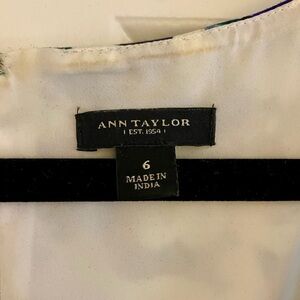 ANN TAYLOR
| EST. 1954 |
6
MADE IN
INDIA